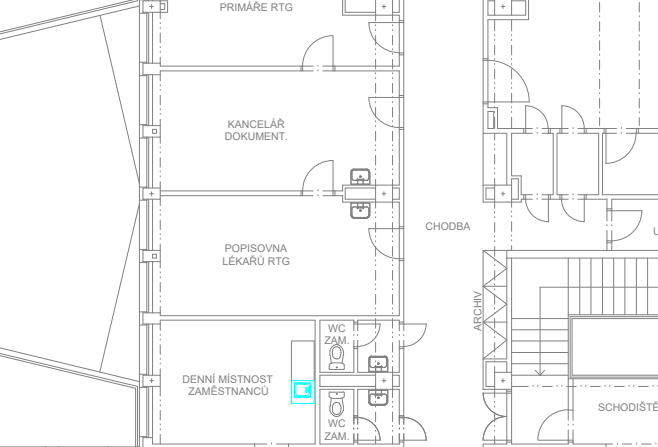 PRIMÁŘE RTG
KANCELÁŘ
DOKUMENT.
CHODBA
POPISOVNA
LÉKAŘŮ RTG
ARCHIV
WC
ZAM.
DENNÍ MÍSTNOST
ZAMĚSTNANCŮ
SCHODIŠTĚ
WC
ZAM.